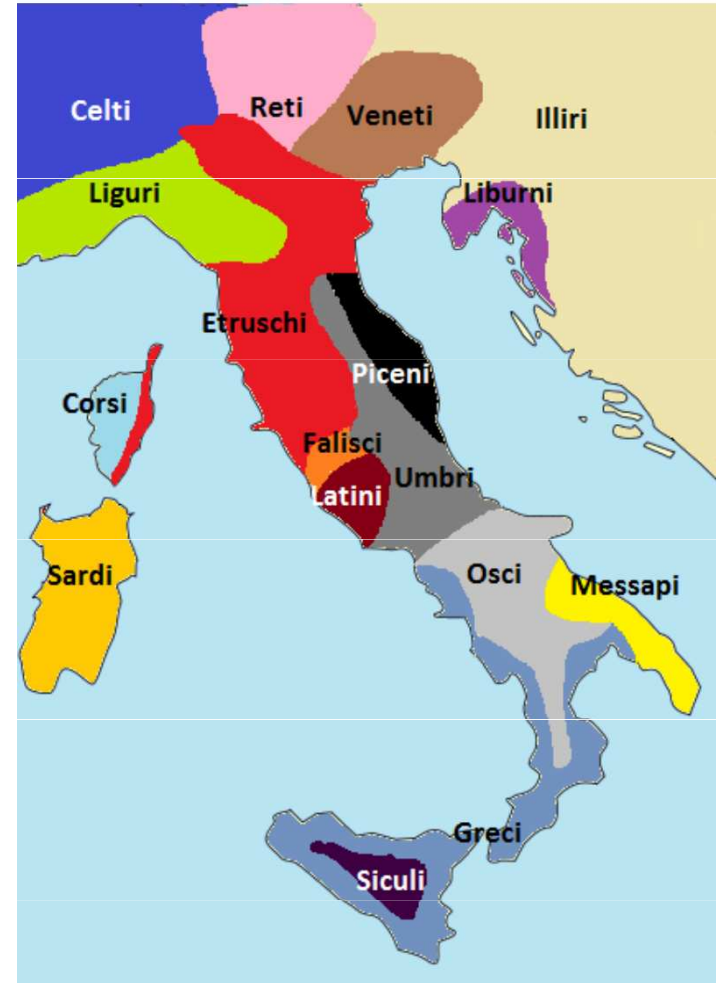 Celti
Reti
Veneti
Illiri
Liguri
Liburni
Etruschi
Piceni
Corsi
Falisci
Umbri
Latini
Sardi
Osci
Messapi
Greci
Siculi